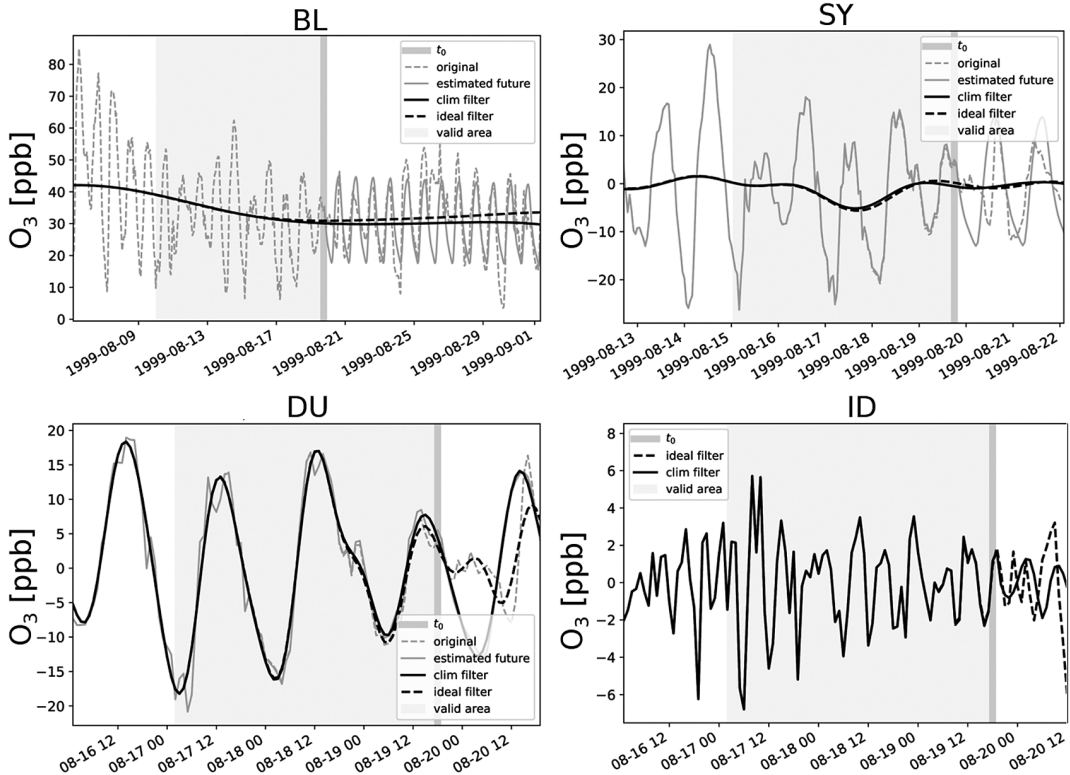 BL
O3 [ppb]
80
70
60
50
40
30
20
10
0
t0
original
estimated future
clim filter
ideal filter
valid area
1999-08-09
1999-08-13
1999-08-17
1999-08-21
1999-08-25
1999-08-29
1999-09-01
SY
O3 [ppb]
30
20
10
0
−10
−20
t0
original
estimated future
clim filter
ideal filter
valid area
1999-08-13
1999-08-14
1999-08-15
1999-08-16
1999-08-17
1999-08-18
1999-08-19
1999-08-20
1999-08-21
1999-08-22
DU
O3 [ppb]
20
15
10
5
0
−5
−10
−15
−20
t0
original
estimated future
clim filter
ideal filter
valid area
08-16 12
08-17 00
08-17 12
08-18 00
08-18 12
08-19 00
08-19 12
08-20 00
08-20 12
ID
O3 [ppb]
8
6
4
2
0
−2
−4
−6
t0
ideal filter
clim filter
valid area
08-16 12
08-17 00
08-17 12
08-18 00
08-18 12
08-19 00
08-19 12
08-20 00
08-20 12